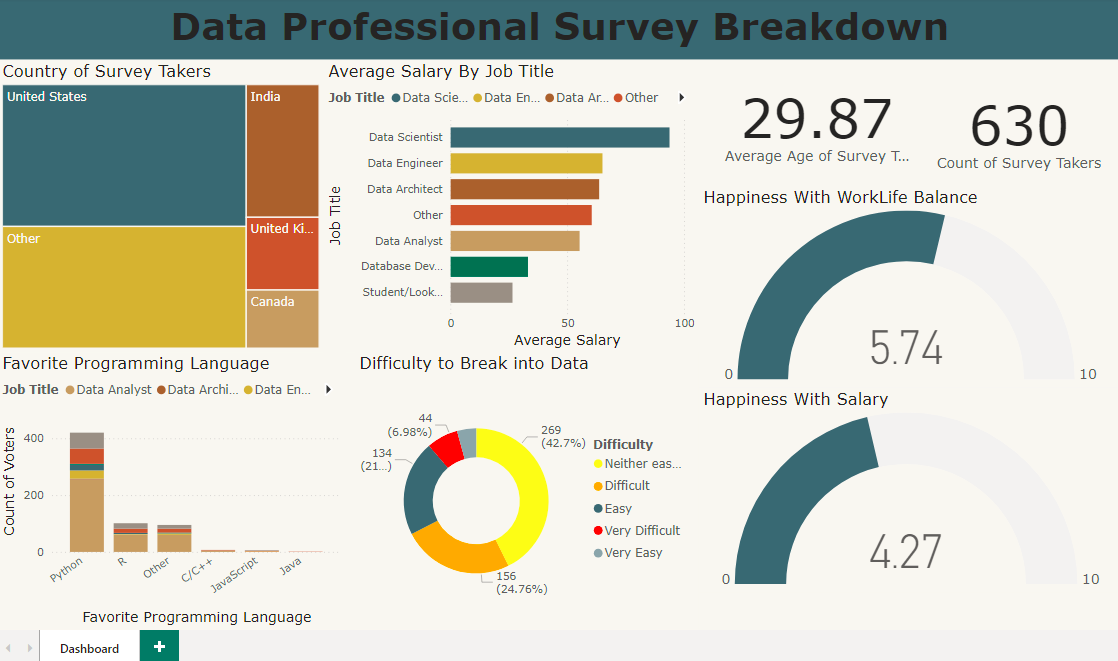 Data Professional Survey Breakdown
Country of Survey Takers
United States
India
Other
United Ki...
Canada
Average Salary By Job Title
Job Title Data Scie... Data En... Data Ar... Other
Job Title
Data Scientist
Data Engineer
Data Architect
Other
Data Analyst
Database Dev...
Student/Look...
0 50 100
Average Salary
29.87
Average Age of Survey T...
630
Count of Survey Takers
Happiness With WorkLife Balance
5.74
0 10
Favorite Programming Language
Job Title Data Analyst Data Archi... Data En...
Count of Voters
400
200
0
Python R Other C/C++ JavaScript Java
Favorite Programming Language
Difficulty to Break into Data
44
(6.98%)
269
(42.7%)
134
(21...)
156
(24.76%)
Difficulty
Neither eas...
Difficult
Easy
Very Difficult
Very Easy
Happiness With Salary
4.27
0 10
Dashboard